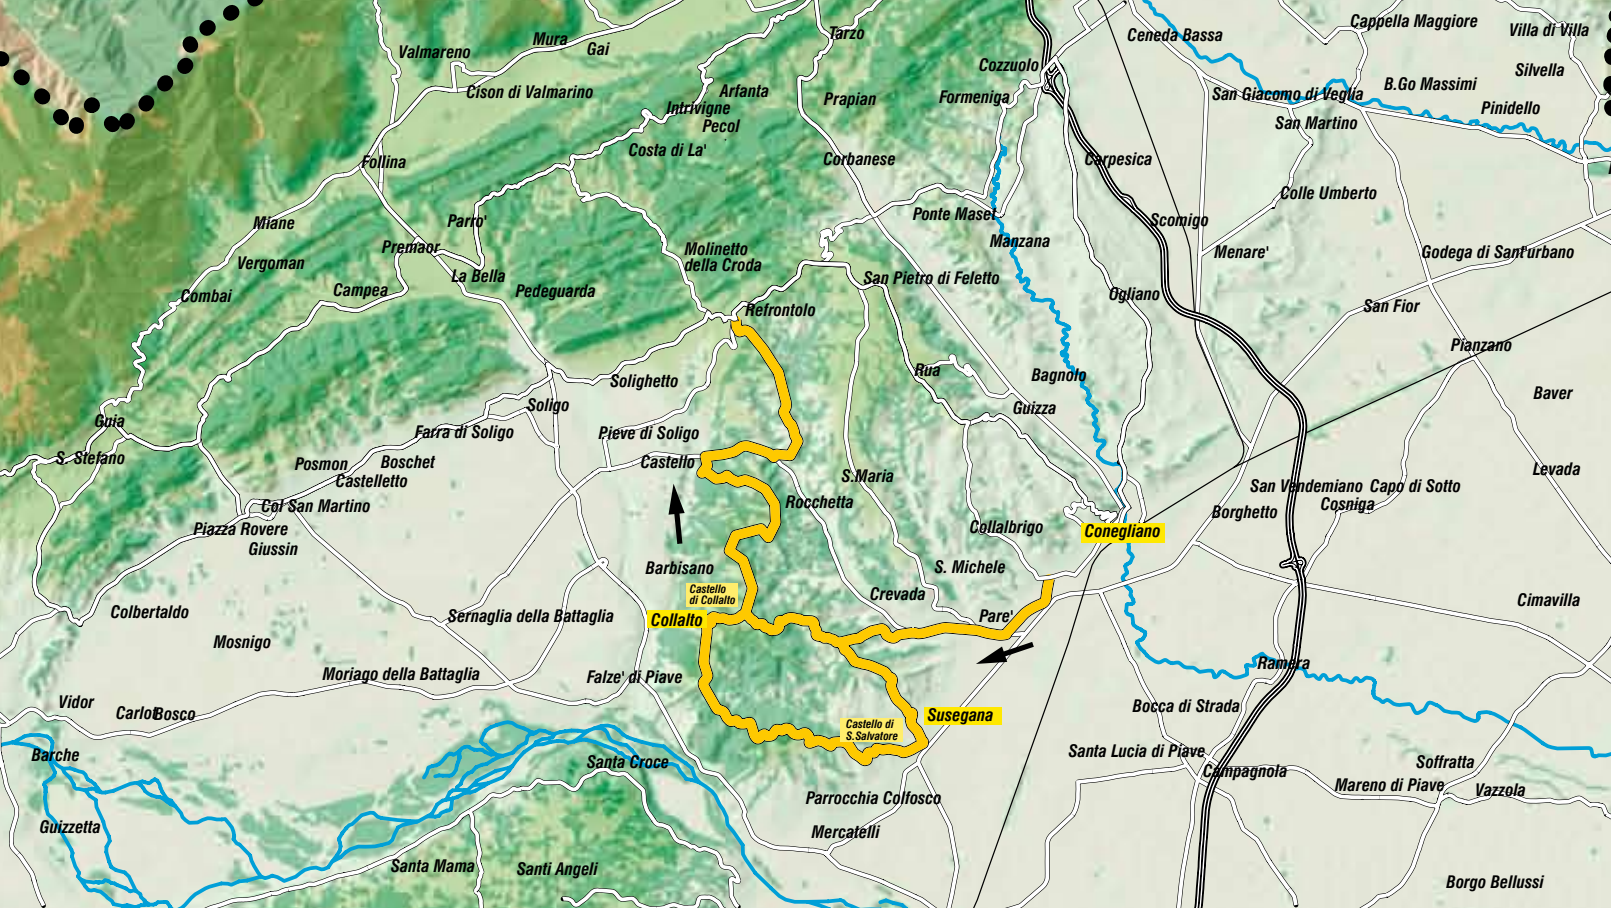 Cappella Maggiore
Villa di Villa
Tarzo
Ceneda Bassa
Mura
Gai
Valmareno
Cozzuolo
Silvella
B.Go Massimi
Cison di Valmarino
Arfanta
Prapian
Formeniga
San Giacomo di Veglia
Pinidello
Intrivigne
Pecol
San Martino
Costa di La'
Corbanese
Carpesica
Follina
Colle Umberto
Miane
Parro'
Ponte Maset
Scomigo
Premaor
Molinetto
della Croda
Manzana
Menare'
Godega di Sant'urbano
Vergoman
La Bella
San Pietro di Feletto
Combai
Campea
Pedeguarda
Ogliano
Refrontolo
San Fior
Pianzano
Rua
Bagnolo
Solighetto
Baver
Soligo
Guizza
Guia
Farra di Soligo
Pieve di Soligo
S. Stefano
Posmon
Boschet
Castello
Levada
Castelletto
S.Maria
San Vendemiano
Capo di Sotto
Col San Martino
Rocchetta
Cosniga
Borghetto
Piazza Rovere
Collalbrigo
Conegliano
Giussin
Barbisano
S. Michele
Castello
di Collalto
Crevada
Cimavilla
Colbertaldo
Sernaglia della Battaglia
Collalto
Pare'
Mosnigo
Ramera
Moriago della Battaglia
Falze' di Piave
Vidor
Carlot
Bosco
Susegana
Bocca di Strada
Castello di
S.Salvatore
Barche
Santa Croce
Santa Lucia di Piave
Soffratta
Campagnola
Mareno di Piave
Vazzola
Parrocchia Colfosco
Guizzetta
Mercatelli
Santa Mama
Santi Angeli
Borgo Bellussi